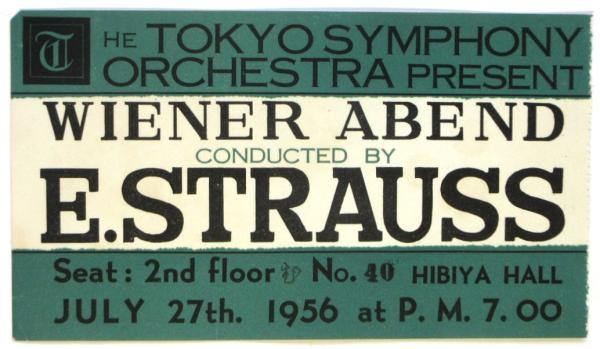 THE TOKYO SYMPHONY
ORCHESTRA PRESENT
WIENER ABEND
CONDUCTED BY
E.STRAUSS
Seat: 2nd floor No. 40 HIBIYA HALL
JULY 27th. 1956 at P. M. 7. 00